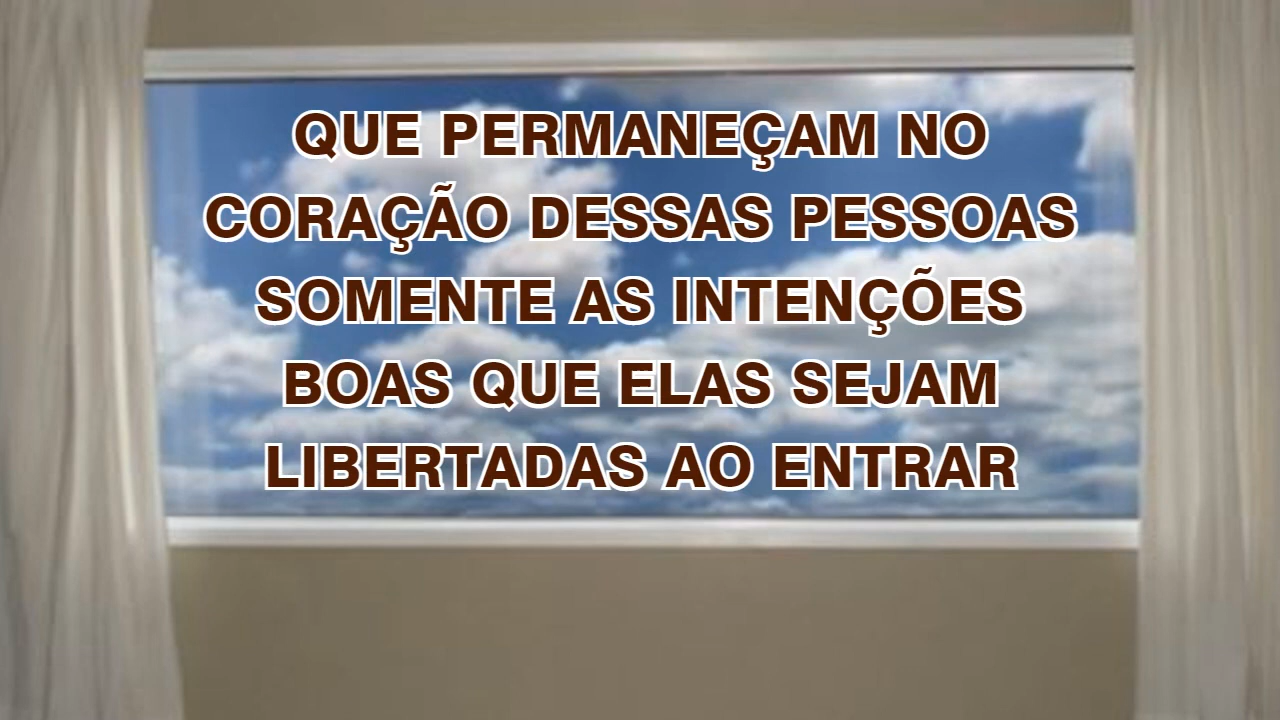 QUE PERMANEÇAM NO
CORAÇÃO DESSAS PESSOAS
SOMENTE AS INTENÇÕES
BOAS QUE ELAS SEJAM
LIBERTADAS AO ENTRAR